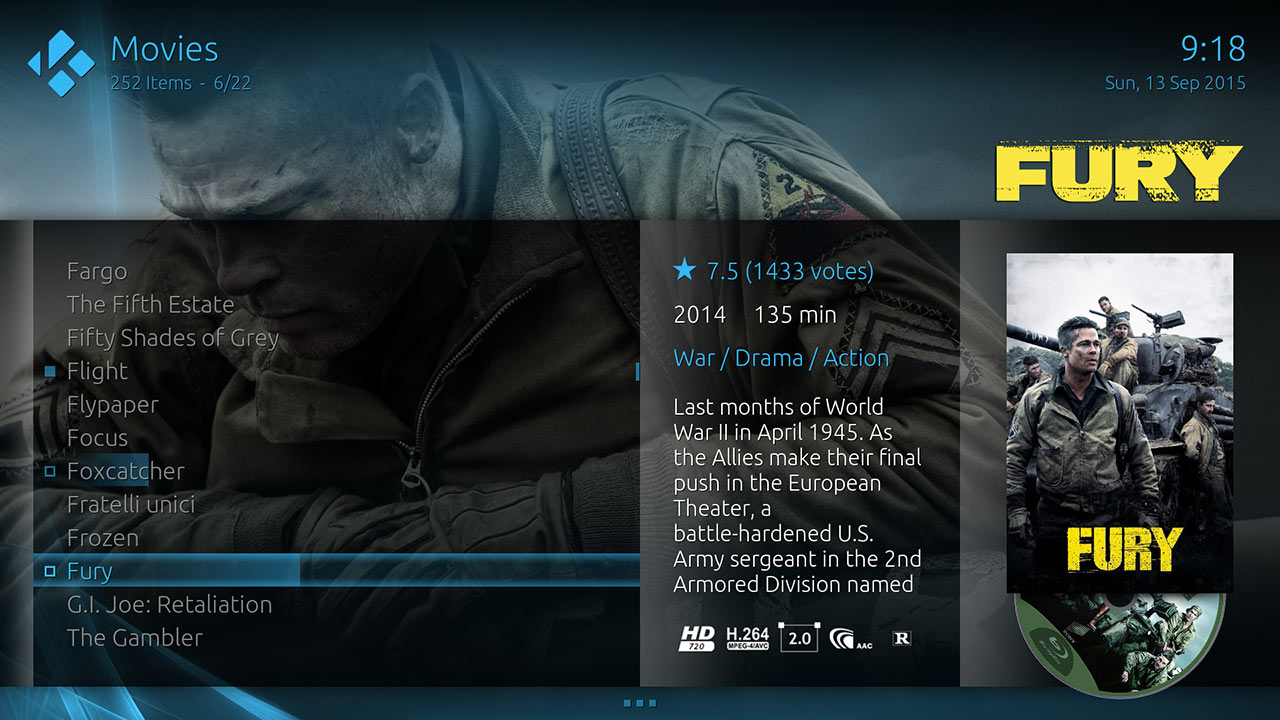 Movies
252 Items - 6/22
9:18
Sun, 13 Sep 2015
FURY
Fargo
The Fifth Estate
Fifty Shades of Grey
Flight
Flypaper
Focus
Foxcatcher
Fratelli unici
Frozen
Fury
G.I. Joe: Retaliation
The Gambler
7.5 (1433 votes)
2014 135 min
War / Drama / Action
Last months of World
War II in April 1945. As
the Allies make their final
push in the European
Theater, a
battle-hardened U.S.
Army sergeant in the 2nd
Armored Division named
HD 720
H.264 MPEG-4/AVC
2.0
AAC
R
FURY